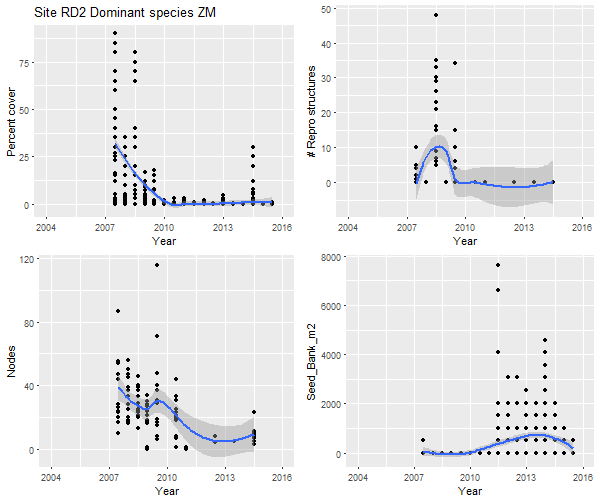 Site RD2 Dominant species ZM
Percent cover
75
50
25
0
2004 2007 2010 2013 2016
Year
# Repro structures
50
40
30
20
10
0
2004 2007 2010 2013 2016
Year
Nodes
120
80
40
0
2004 2007 2010 2013 2016
Year
Seed_Bank_m2
8000
6000
4000
2000
0
2004 2007 2010 2013 2016
Year